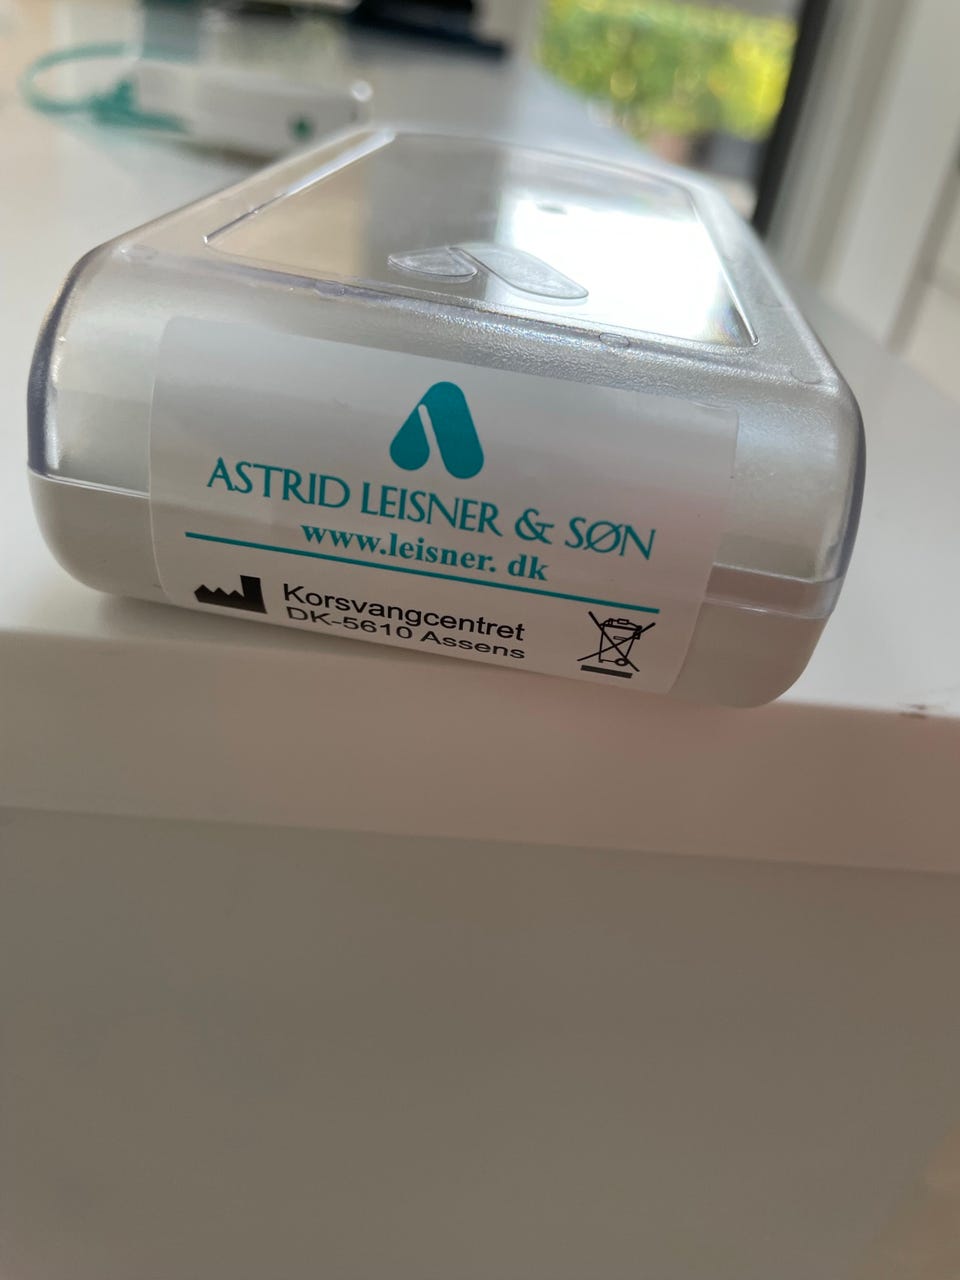 ASTRID LEISNER & SØN
www.leisner. dk
Korsvangcentret
DK-5610 Assens